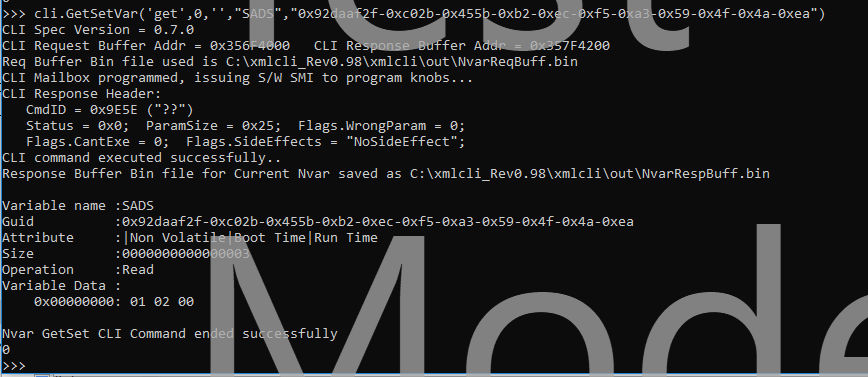 >>> cli.GetSetVar('get',0,'',"SADS","0x92daaf2f-0xc02b-0x455b-0xb2-0xec-0xf5-0xa3-0x59-0x4f-0x4a-0xea")
CLI Spec Version = 0.7.0
CLI Request Buffer Addr = 0x356F4000   CLI Response Buffer Addr = 0x357F4200
Req Buffer Bin file used is C:\xmlcli_Rev0.98\xmlcli\out\NvarReqBuff.bin
CLI Mailbox programmed, issuing S/W SMI to program knobs...
CLI Response Header:
   CmdID = 0x9E5E ("??")
   Status = 0x0;  ParamSize = 0x25;  Flags.WrongParam = 0;
   Flags.CantExe = 0;  Flags.SideEffects = "NoSideEffect";
CLI command executed successfully..
Response Buffer Bin file for Current Nvar saved as C:\xmlcli_Rev0.98\xmlcli\out\NvarRespBuff.bin
Variable name :SADS
Guid          :0x92daaf2f-0xc02b-0x455b-0xb2-0xec-0xf5-0xa3-0x59-0x4f-0x4a-0xea
Attribute     :|Non Volatile|Boot Time|Run Time
Size          :0000000000000003
Operation     :Read
Variable Data :
    0x00000000: 01 02 00
Nvar GetSet CLI Command ended successfully
0
>>>